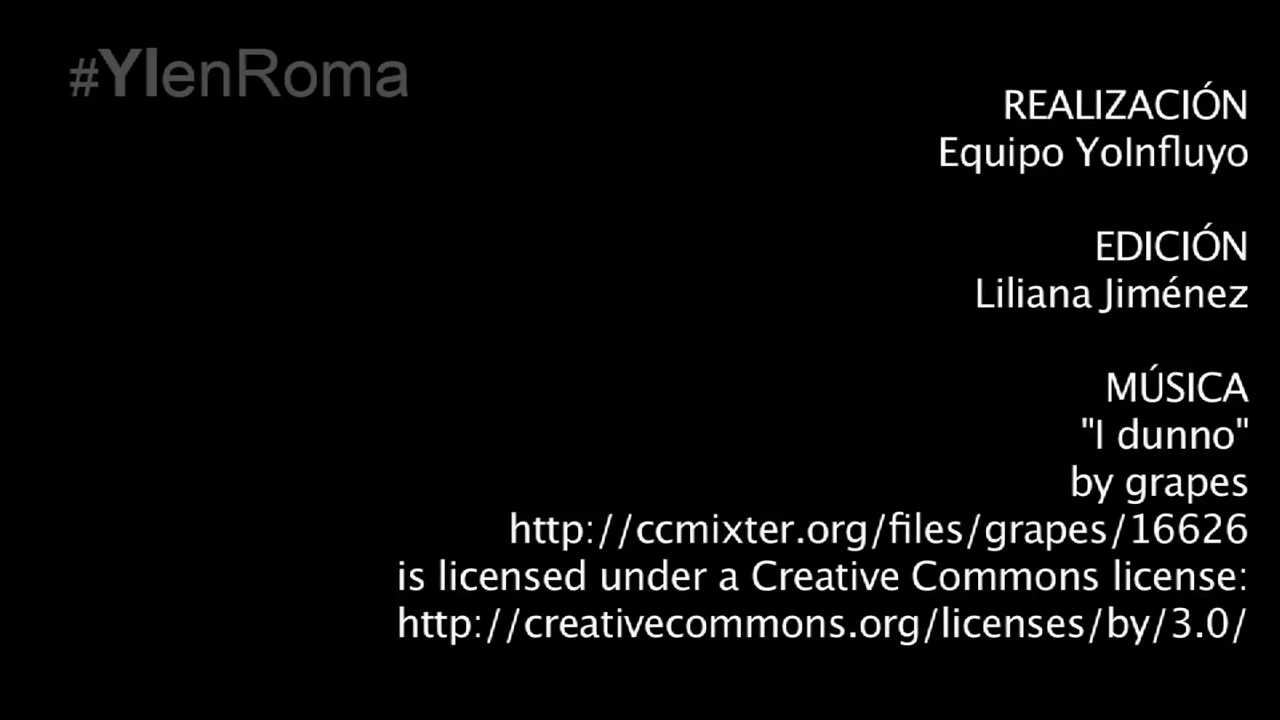 #YIenRoma
REALIZACIÓN
Equipo YoInfluyo
EDICIÓN
Liliana Jiménez
MÚSICA
"I dunno"
by grapes
http://ccmixter.org/files/grapes/16626
is licensed under a Creative Commons license:
http://creativecommons.org/licenses/by/3.0/